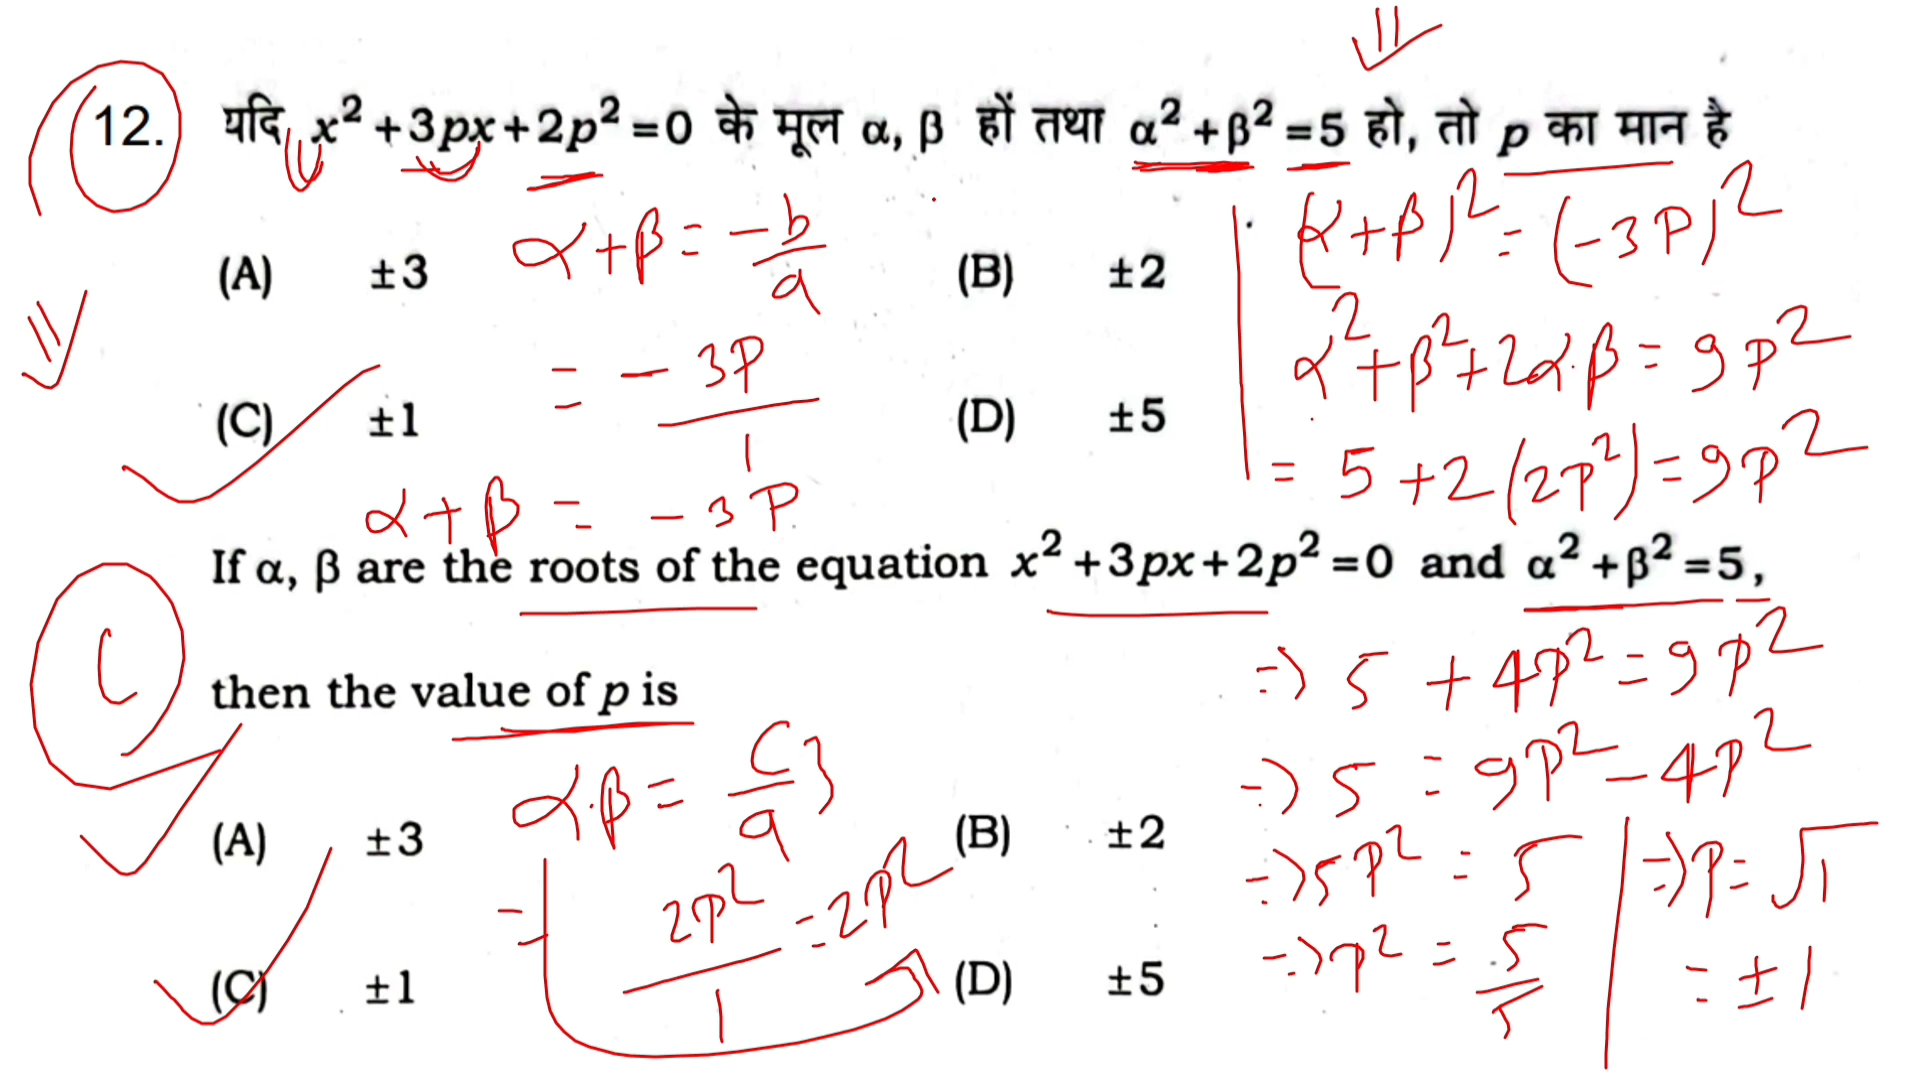 12. यदि x² + 3px + 2p² = 0 के मूल α, β हों तथा α² + β² = 5 हो, तो p का मान है
(A) ±3 (B) ±2
(C) ±1 (D) ±5
α + β = -b/a
= -3P/1
α + β = -3P
(α + β)² = (-3P)²
α² + β² + 2α.β = 9p²
= 5 + 2(2p²) = 9p²
If α, β are the roots of the equation x² + 3px + 2p² = 0 and α² + β² = 5,
then the value of p is
(A) ±3 (B) ±2
(C) ±1 (D) ±5
C
α.β = C/a }
= 2p²/1 = 2p²
⇒ 5 + 4p² = 9p²
⇒ 5 = 9p² - 4p²
⇒ 5p² = 5
⇒ p² = 5/5
⇒ p = √1
= ±1